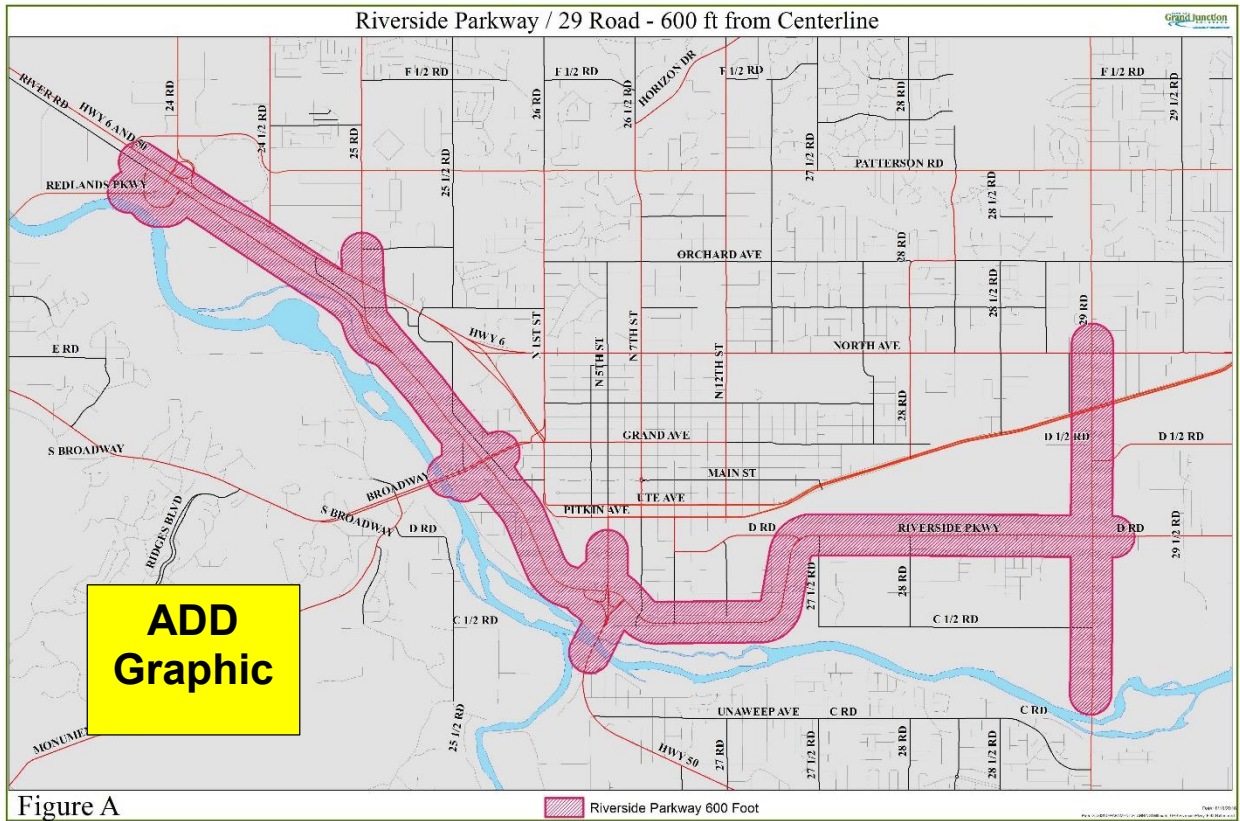 Riverside Parkway / 29 Road - 600 ft from Centerline
Grand Junction
F 1/2 RD
F 1/2 RD
F 1/2 RD
F 1/2 RD
HORIZON DR
RIVER RD
HWY 6 AND 50
24 RD
24 1/2 RD
25 RD
25 1/2 RD
26 RD
26 1/2 RD
27 1/2 RD
28 RD
29 1/2 RD
PATTERSON RD
REDLANDS PKWY
28 1/2 RD
28 RD
ORCHARD AVE
28 1/2 RD
29 RD
HWY 6
N 1ST ST
N 5TH ST
N 7TH ST
N 12TH ST
NORTH AVE
E RD
28 RD
GRAND AVE
D 1/2 RD
D 1/2 RD
S BROADWAY
MAIN ST
BROADWAY
UTE AVE
PITKIN AVE
S BROADWAY
D RD
D RD
RIVERSIDE PKWY
D RD
RIDGES BLVD
29 1/2 RD
27 1/2 RD
28 RD
C 1/2 RD
C 1/2 RD
ADD
Graphic
UNAWEEP AVE
C RD
C RD
25 1/2 RD
HWY 50
27 RD
27 1/2 RD
28 RD
28 1/2 RD
MONUME
Figure A
Riverside Parkway 600 Foot